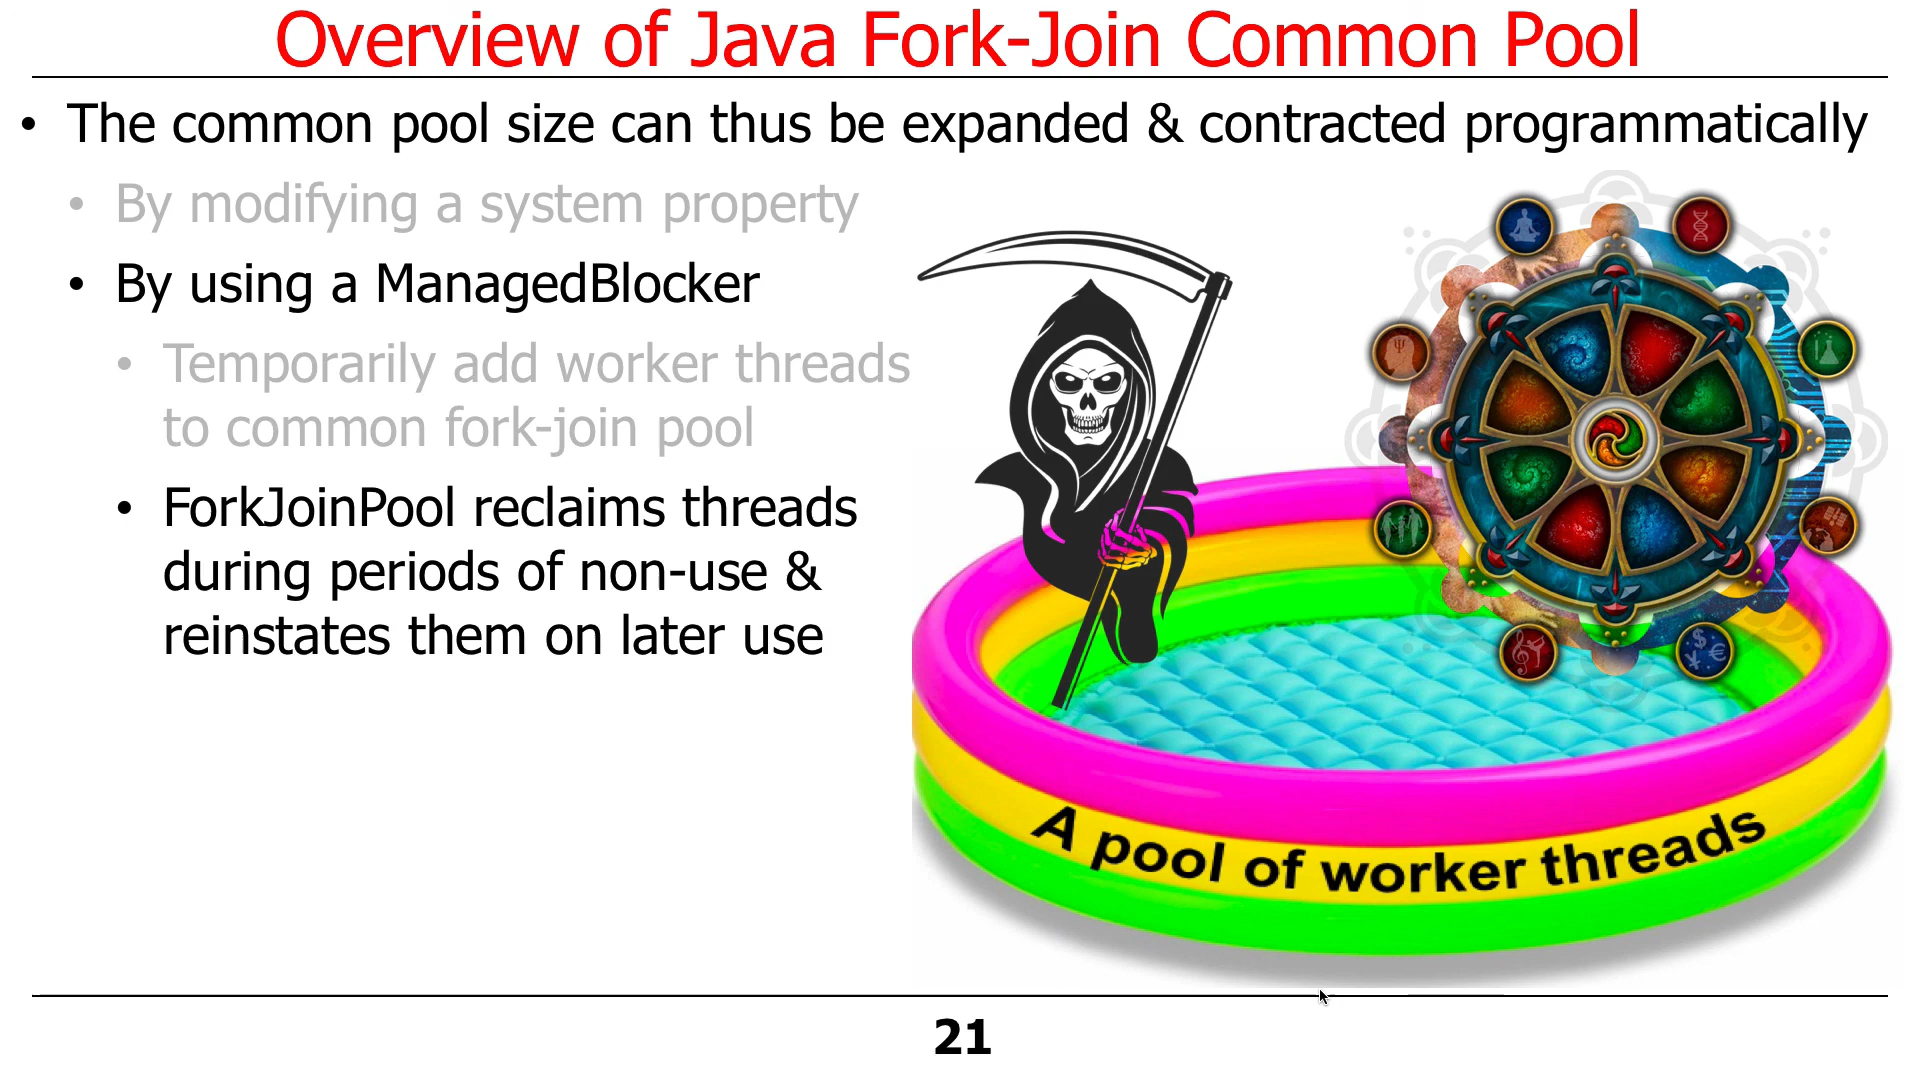 Overview of Java Fork-Join Common Pool
• The common pool size can thus be expanded & contracted programmatically
• By modifying a system property
• By using a ManagedBlocker
• Temporarily add worker threads
to common fork-join pool
• ForkJoinPool reclaims threads
during periods of non-use &
reinstates them on later use
A pool of worker threads
21